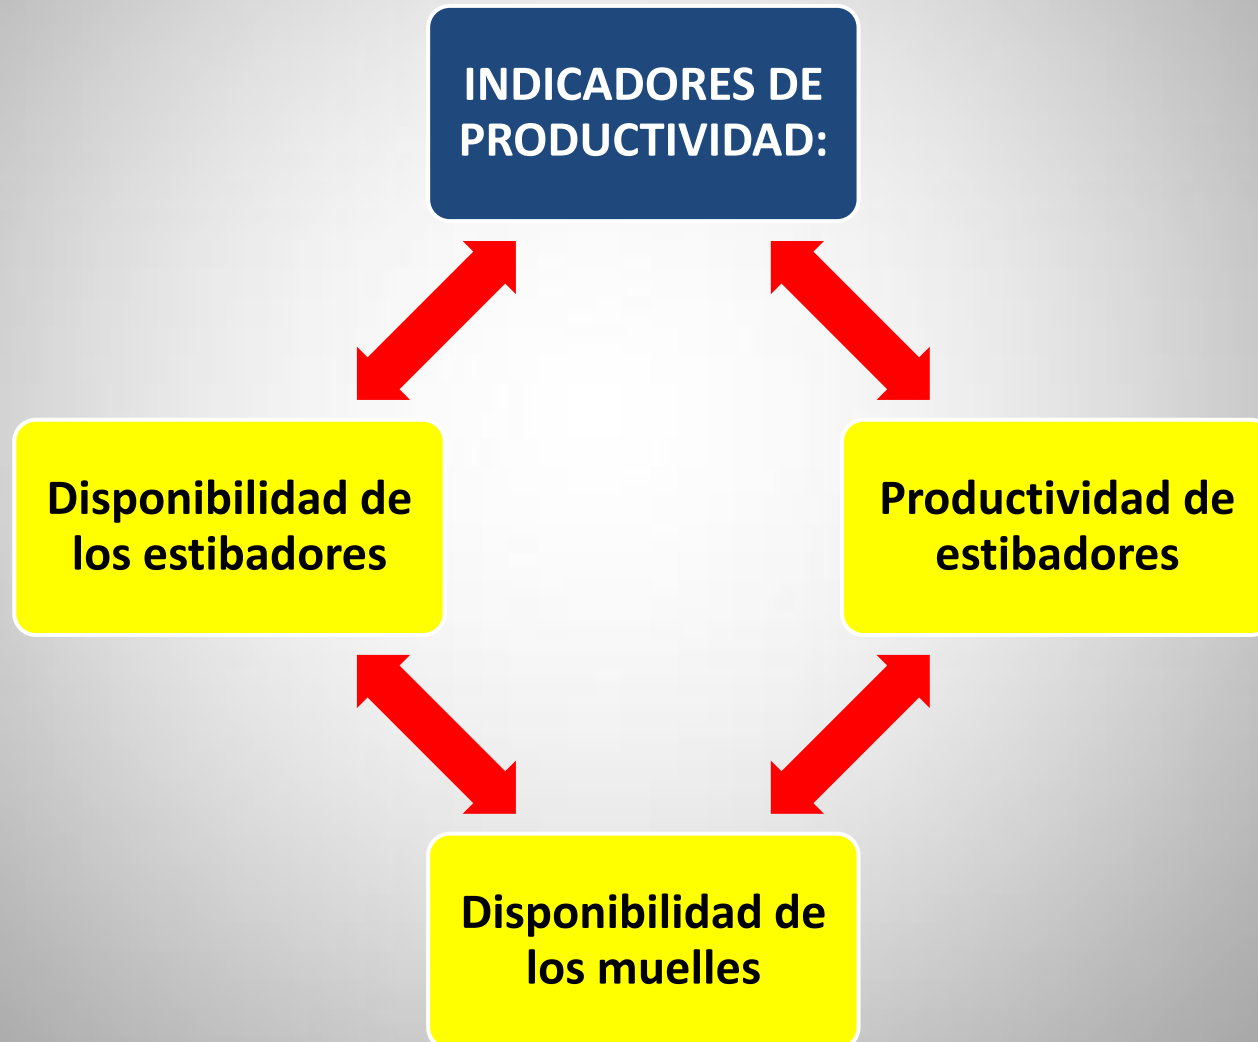 INDICADORES DE
PRODUCTIVIDAD:
Disponibilidad de
los estibadores
Productividad de
estibadores
Disponibilidad de
los muelles